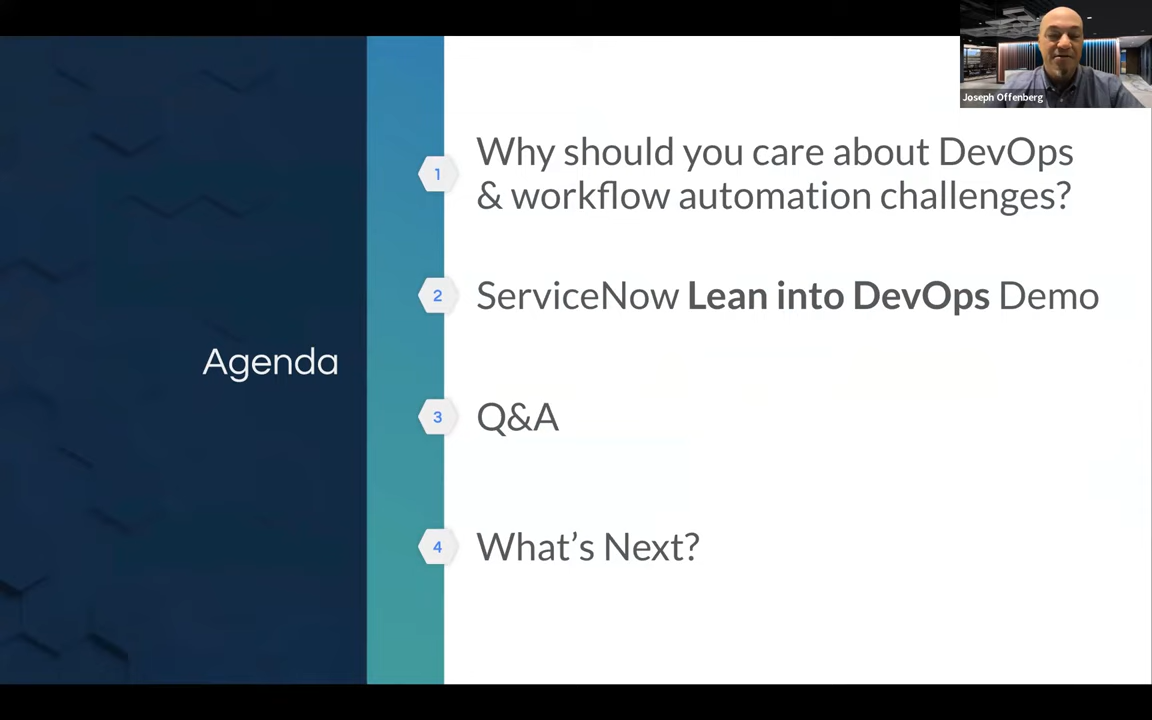 Joseph Offenberg
Agenda
1
Why should you care about DevOps
& workflow automation challenges?
2
ServiceNow Lean into DevOps Demo
3
Q&A
4
What’s Next?